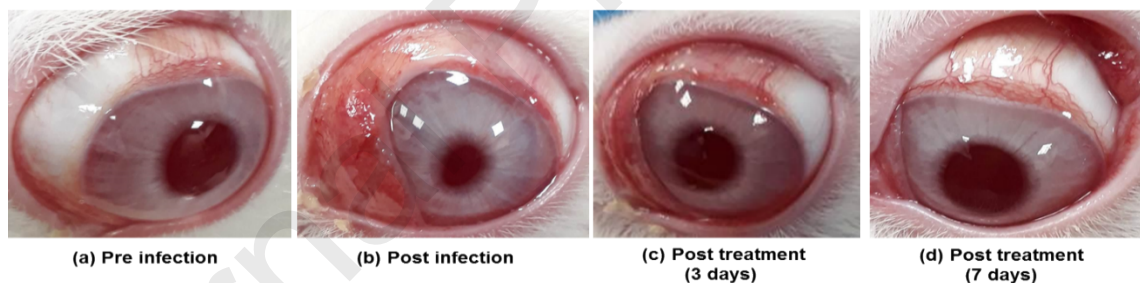 (a) Pre infection
(b) Post infection
(c) Post treatment
(3 days)
(d) Post treatment
(7 days)